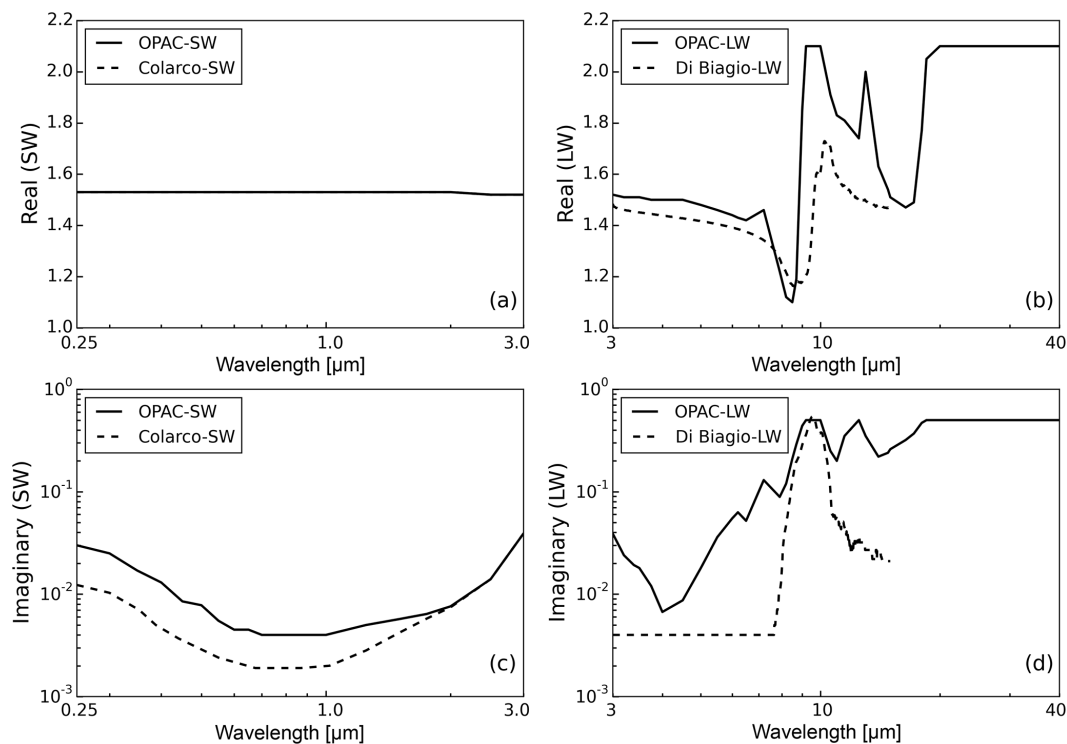 2.2
2.0
1.8
1.6
1.4
1.2
1.0
Real (SW)
OPAC-SW
Colarco-SW
(a)
0.25
1.0
3.0
Wavelength [µm]
2.2
2.0
1.8
1.6
1.4
1.2
1.0
Real (LW)
OPAC-LW
Di Biagio-LW
(b)
3
10
40
Wavelength [µm]
10⁰
10⁻¹
10⁻²
10⁻³
Imaginary (SW)
OPAC-SW
Colarco-SW
(c)
0.25
1.0
3.0
Wavelength [µm]
10⁰
10⁻¹
10⁻²
10⁻³
Imaginary (LW)
OPAC-LW
Di Biagio-LW
(d)
3
10
40
Wavelength [µm]